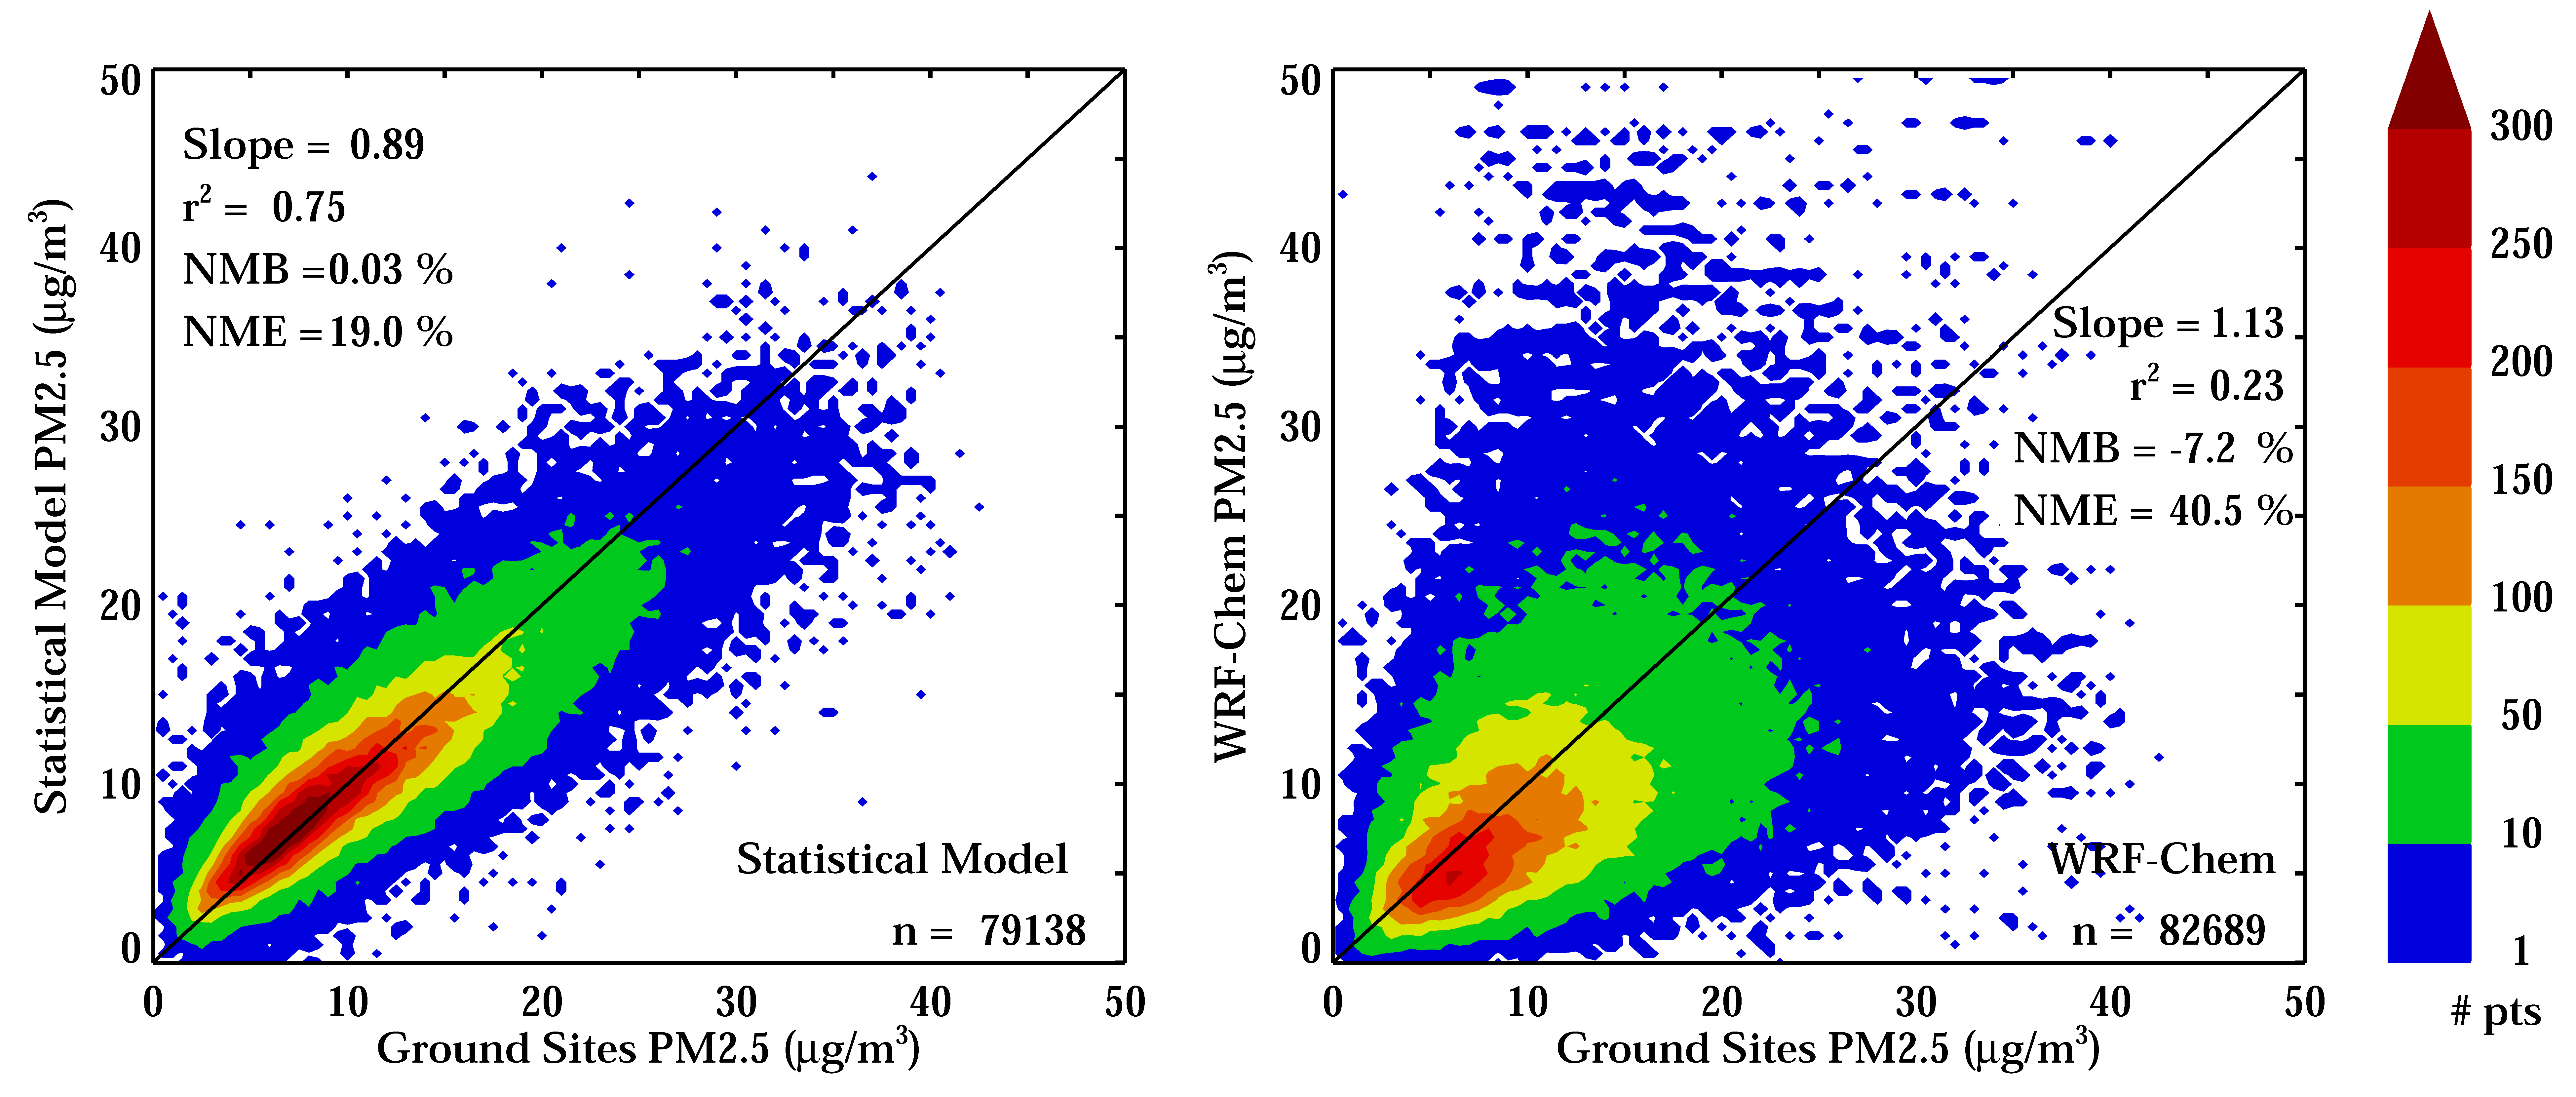 Statistical Model PM2.5 (µg/m³)
50
40
30
20
10
0
Slope = 0.89
r² = 0.75
NMB =0.03 %
NME =19.0 %
Statistical Model
n = 79138
0 10 20 30 40 50
Ground Sites PM2.5 (µg/m³)
WRF-Chem PM2.5 (µg/m³)
50
40
30
20
10
0
Slope = 1.13
r² = 0.23
NMB = -7.2 %
NME = 40.5 %
WRF-Chem
n = 82689
0 10 20 30 40 50
Ground Sites PM2.5 (µg/m³)
300
250
200
150
100
50
10
1
# pts